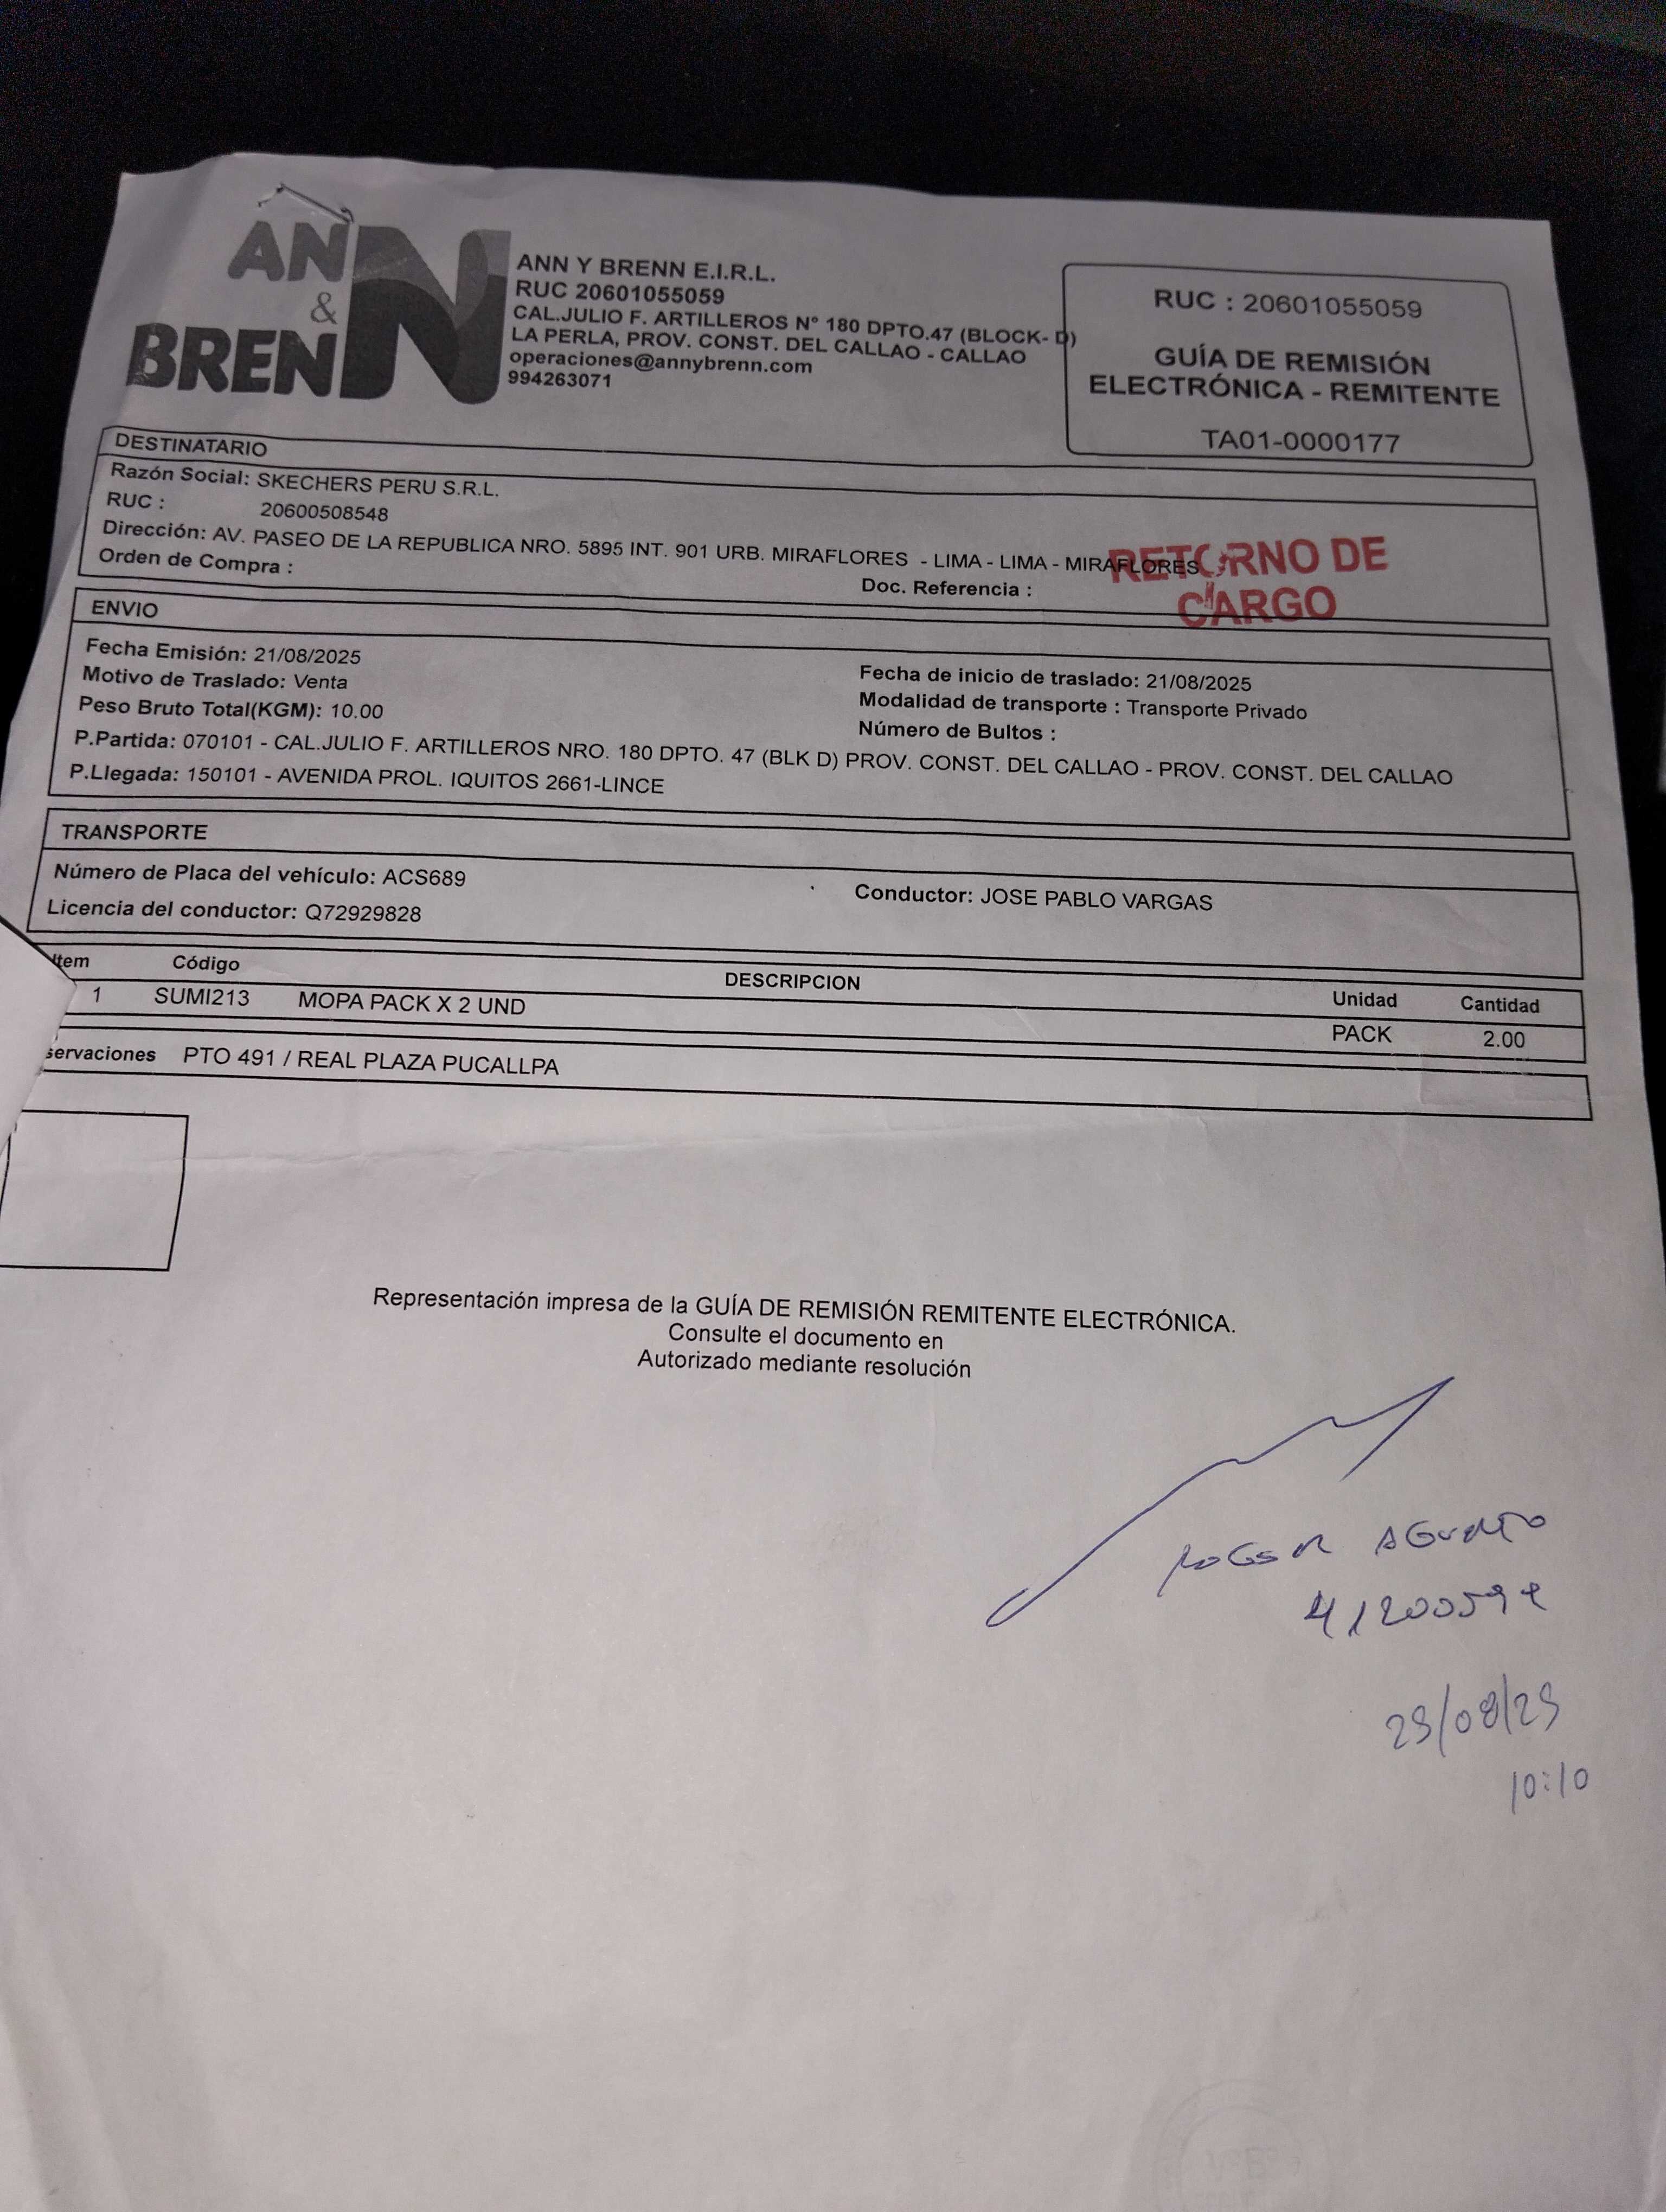 ANN
&
BRENN
ANN Y BRENN E.I.R.L.
RUC 20601055059
CAL.JULIO F. ARTILLEROS N° 180 DPTO.47 (BLOCK- D)
LA PERLA, PROV. CONST. DEL CALLAO - CALLAO
operaciones@annybrenn.com
994263071
RUC : 20601055059
GUÍA DE REMISIÓN
ELECTRÓNICA - REMITENTE
TA01-0000177
DESTINATARIO
Razón Social: SKECHERS PERU S.R.L.
RUC : 20600508548
Dirección: AV. PASEO DE LA REPUBLICA NRO. 5895 INT. 901 URB. MIRAFLORES - LIMA - LIMA - MIRAFLORES
Orden de Compra : Doc. Referencia :
RETORNO DE
CARGO
ENVIO
Fecha Emisión: 21/08/2025 Fecha de inicio de traslado: 21/08/2025
Motivo de Traslado: Venta Modalidad de transporte : Transporte Privado
Peso Bruto Total(KGM): 10.00 Número de Bultos :
P.Partida: 070101 - CAL.JULIO F. ARTILLEROS NRO. 180 DPTO. 47 (BLK D) PROV. CONST. DEL CALLAO - PROV. CONST. DEL CALLAO
P.Llegada: 150101 - AVENIDA PROL. IQUITOS 2661-LINCE
TRANSPORTE
Número de Placa del vehículo: ACS689 Conductor: JOSE PABLO VARGAS
Licencia del conductor: Q72929828
Item Código DESCRIPCION Unidad Cantidad
1 SUMI213 MOPA PACK X 2 UND PACK 2.00
servaciones PTO 491 / REAL PLAZA PUCALLPA
Representación impresa de la GUÍA DE REMISIÓN REMITENTE ELECTRÓNICA.
Consulte el documento en
Autorizado mediante resolución
10:10